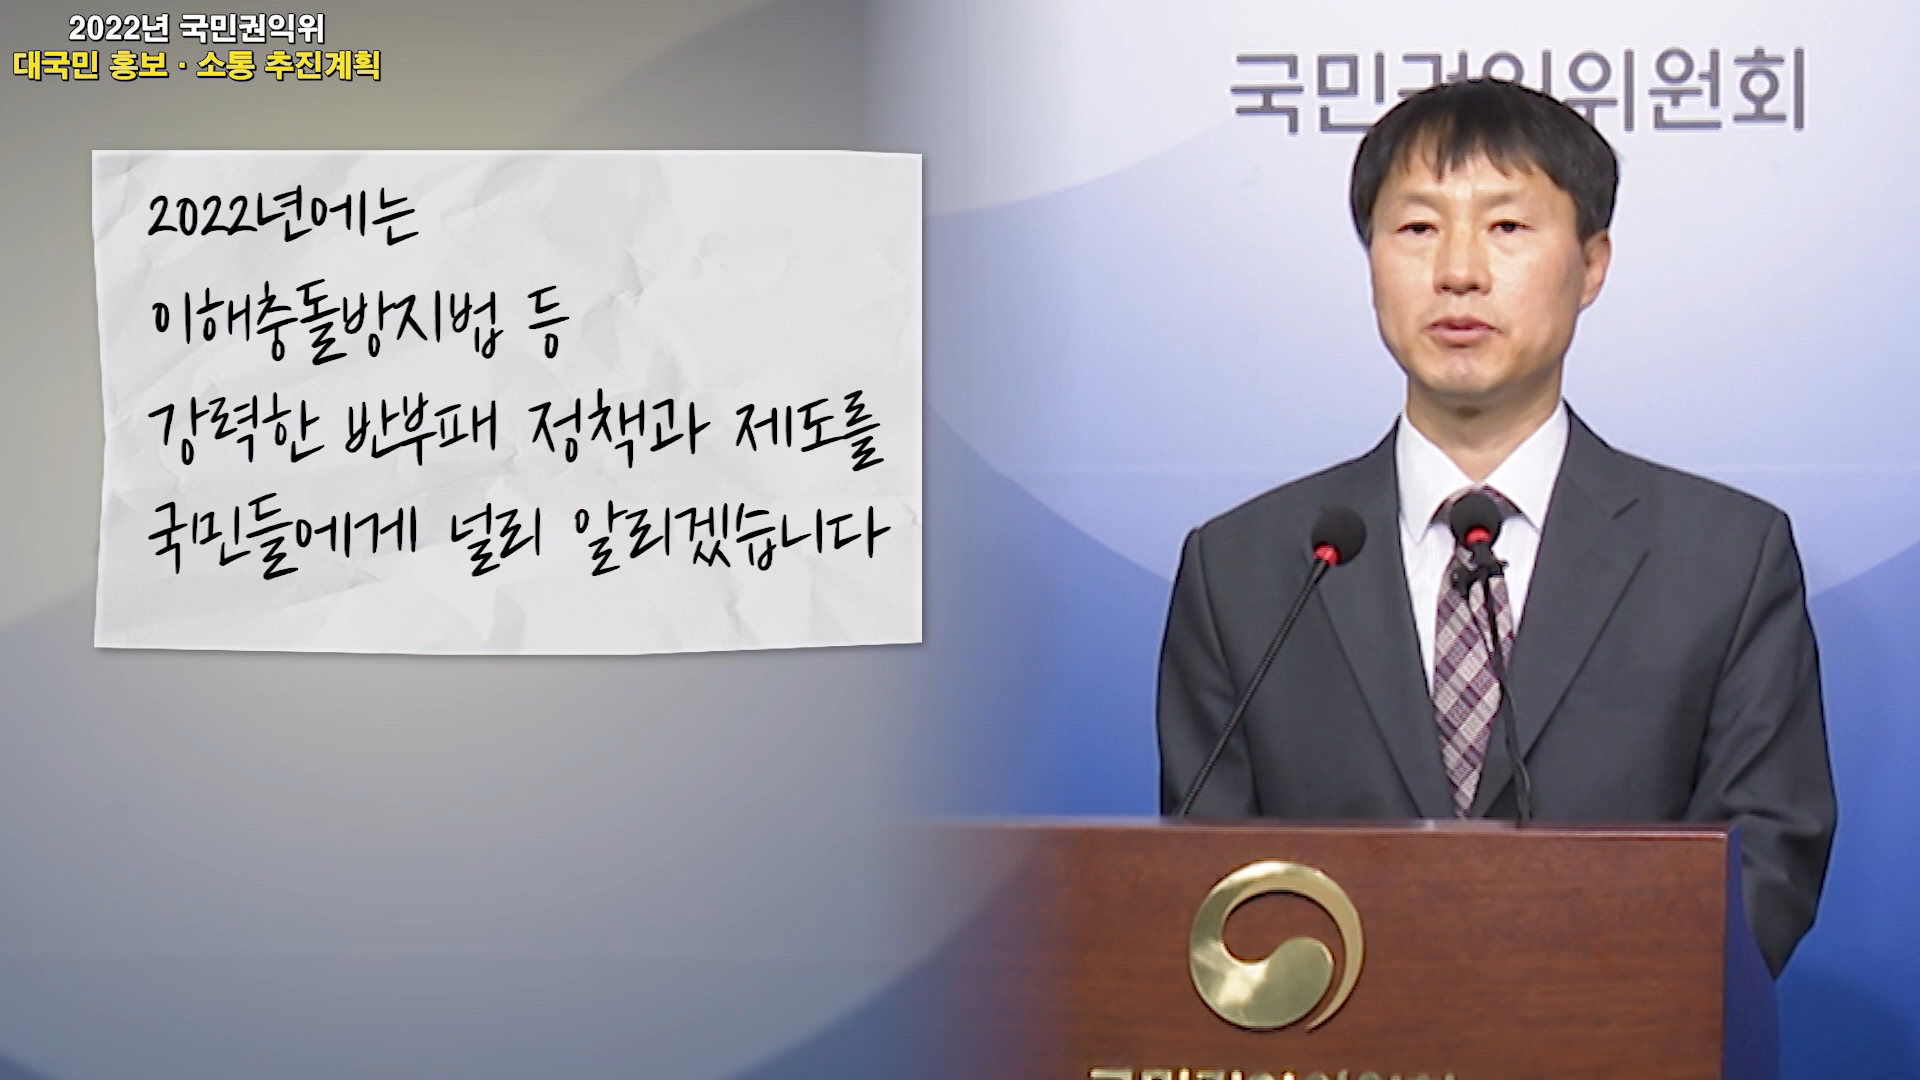 2022년 국민권익위
대국민 홍보·소통 추진계획
국민권익위원회
2022년에는
이해충돌방지법 등
강력한 반부패 정책과 제도를
국민들에게 널리 알리겠습니다